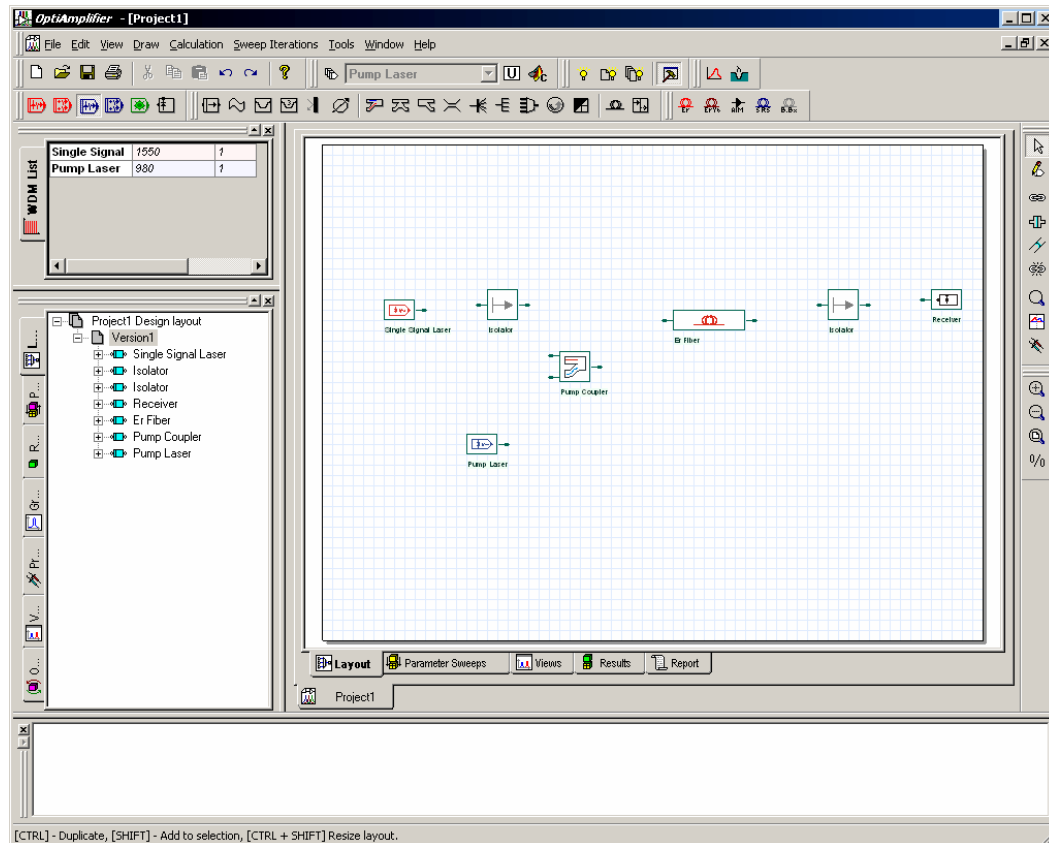 OptiAmplifier - [Project1]
File Edit View Draw Calculation Sweep Iterations Tools Window Help
Pump Laser
WDM List
Single Signal 1550 1
Pump Laser 980 1
Project1 Design layout
Version1
Single Signal Laser
Isolator
Isolator
Receiver
Er Fiber
Pump Coupler
Pump Laser
L...
P...
R...
Gr...
Pr...
V...
O...
Single Signal Laser
Isolator
Er Fiber
Isolator
Receiver
Pump Coupler
Pump Laser
Layout Parameter Sweeps Views Results Report
Project1
[CTRL] - Duplicate, [SHIFT] - Add to selection, [CTRL + SHIFT] Resize layout.